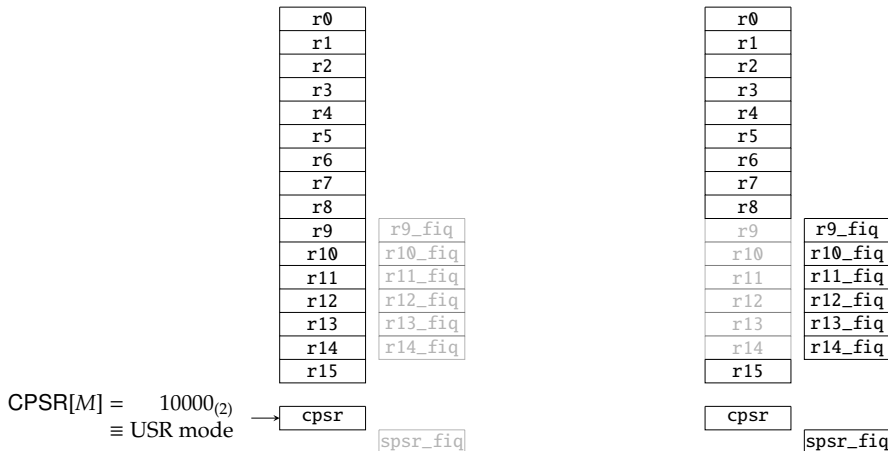 r0 r0
r1 r1
r2 r2
r3 r3
r4 r4
r5 r5
r6 r6
r7 r7
r8 r8
r9 r9_fiq r9 r9_fiq
r10 r10_fiq r10 r10_fiq
r11 r11_fiq r11 r11_fiq
r12 r12_fiq r12 r12_fiq
r13 r13_fiq r13 r13_fiq
r14 r14_fiq r14 r14_fiq
r15 r15
CPSR[M] = 10000(2)
≡ USR mode → cpsr cpsr
spsr_fiq spsr_fiq